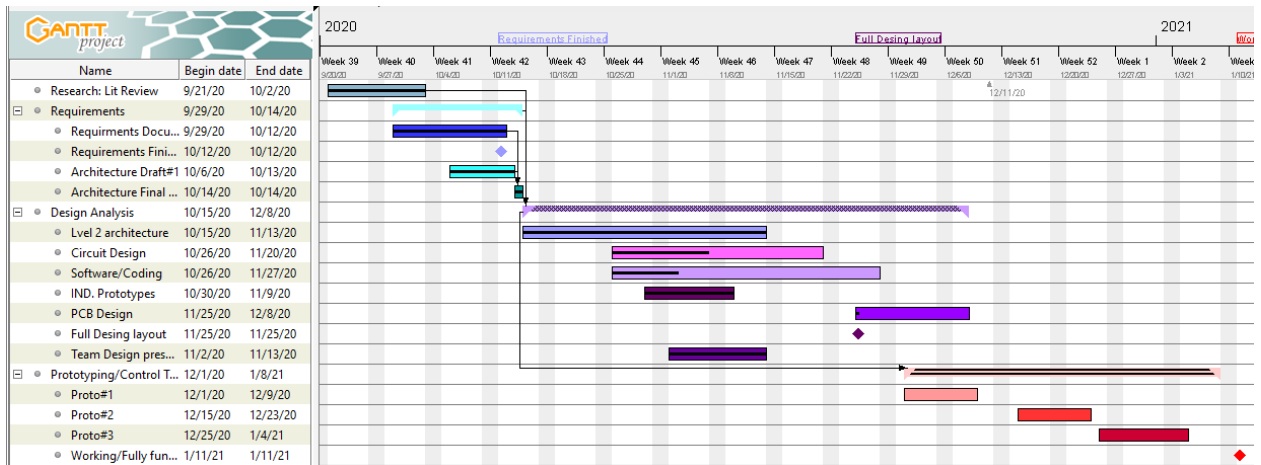 GANTT
project
2020
2021
Requirements Finished
Full Desing layout
Wor
Week 39 Week 40 Week 41 Week 42 Week 43 Week 44 Week 45 Week 46 Week 47 Week 48 Week 49 Week 50 Week 51 Week 52 Week 1 Week 2 Week
9/20/20 9/27/20 10/4/20 10/11/20 10/18/20 10/25/20 11/1/20 11/8/20 11/15/20 11/22/20 11/29/20 12/6/20 12/13/20 12/20/20 12/27/20 1/3/21 1/10/21
12/11/20
Name Begin date End date
Research: Lit Review 9/21/20 10/2/20
Requirements 9/29/20 10/14/20
Requirments Docu... 9/29/20 10/12/20
Requirements Fini... 10/12/20 10/12/20
Architecture Draft#1 10/6/20 10/13/20
Architecture Final ... 10/14/20 10/14/20
Design Analysis 10/15/20 12/8/20
Lvel 2 architecture 10/15/20 11/13/20
Circuit Design 10/26/20 11/20/20
Software/Coding 10/26/20 11/27/20
IND. Prototypes 10/30/20 11/9/20
PCB Design 11/25/20 12/8/20
Full Desing layout 11/25/20 11/25/20
Team Design pres... 11/2/20 11/13/20
Prototyping/Control T... 12/1/20 1/8/21
Proto#1 12/1/20 12/9/20
Proto#2 12/15/20 12/23/20
Proto#3 12/25/20 1/4/21
Working/Fully fun... 1/11/21 1/11/21